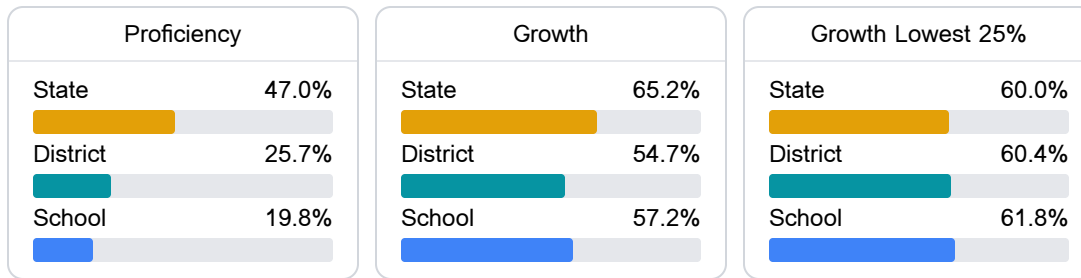 Proficiency
State 47.0%
District 25.7%
School 19.8%
Growth
State 65.2%
District 54.7%
School 57.2%
Growth Lowest 25%
State 60.0%
District 60.4%
School 61.8%